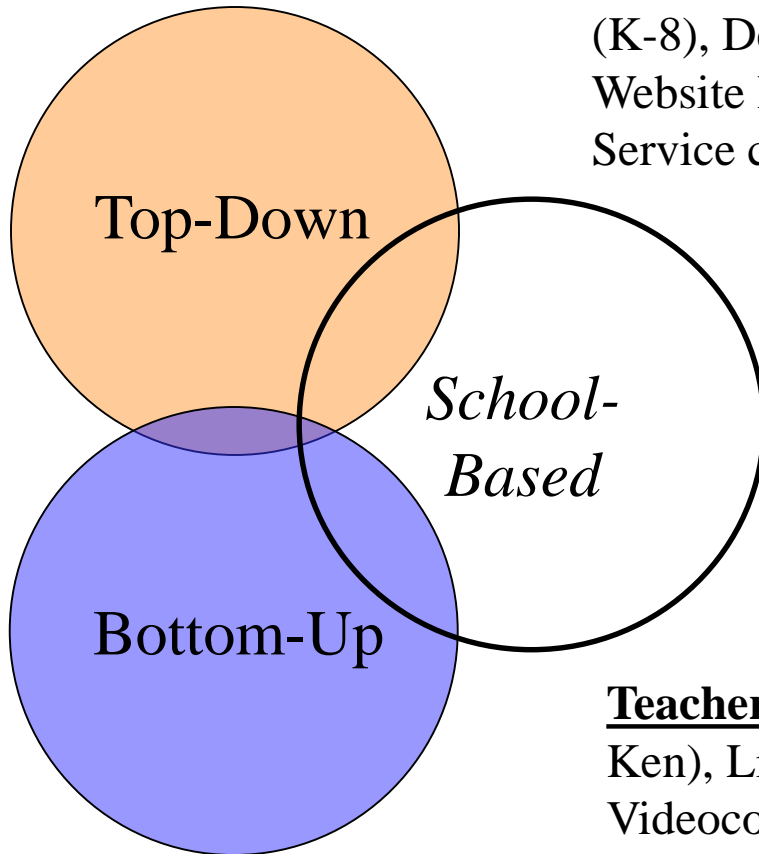 (K-8),
Website
Service
Top-Down
School-
Based
Bottom-Up
Teacher
Ken),